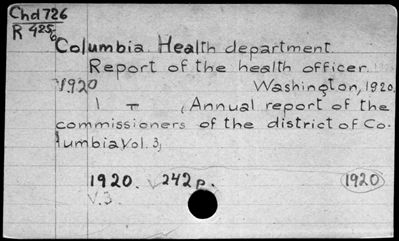 Chd 726
R 425
Columbia. Health department.
Report of the health officer.
v.1920
Washington, 1920.
(Annual report of the
commissioners of the district of Co-
lumbia Vol. 3)
1920. v. 242 p. 1920
V.3.